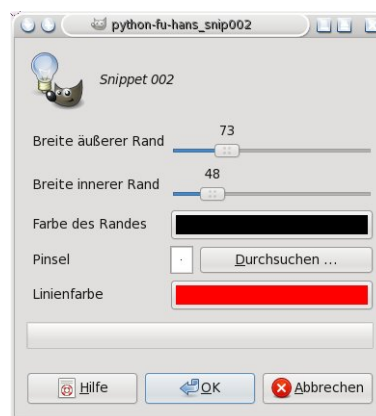 python-fu-hans_snip002
Snippet 002
73
Breite äußerer Rand
48
Breite innerer Rand
Farbe des Randes
Pinsel
Durchsuchen ...
Linienfarbe
Hilfe
OK
Abbrechen